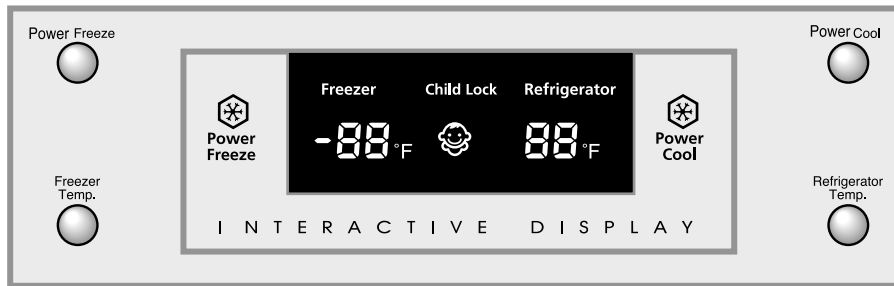 Power Freeze
Power Cool
Freezer
Child Lock
Refrigerator
Power
Freeze
-88°F
88°F
Power
Cool
Freezer
Temp.
Refrigerator
Temp.
INTERACTIVE DISPLAY